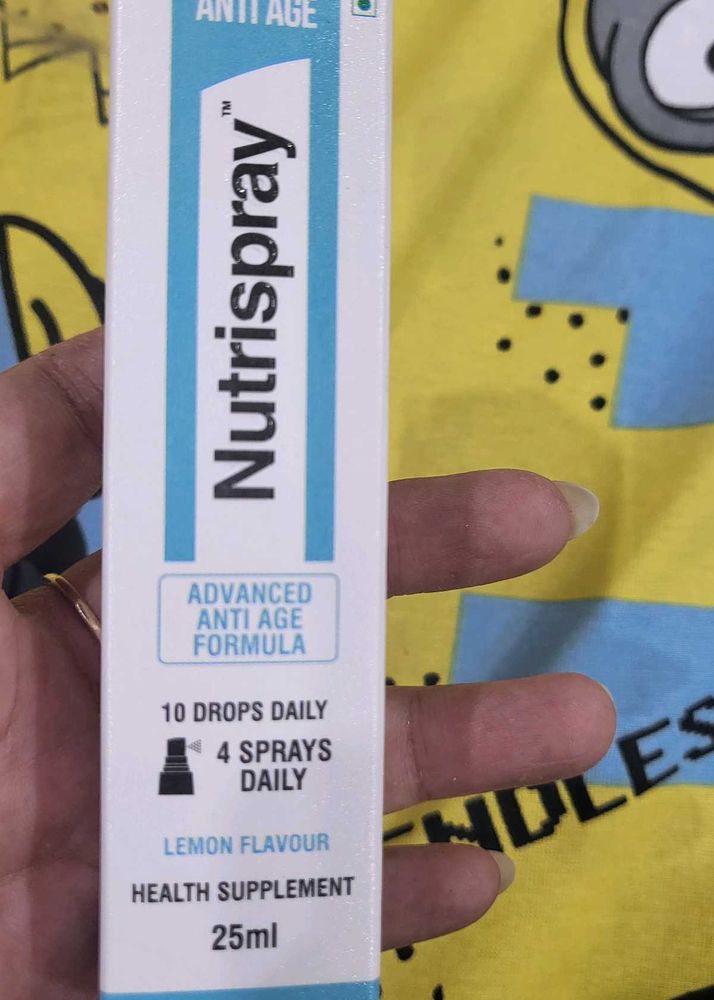 ANTI AGE
Nutrispray™
ADVANCED
ANTI AGE
FORMULA
10 DROPS DAILY
4 SPRAYS
DAILY
LEMON FLAVOUR
HEALTH SUPPLEMENT
25ml